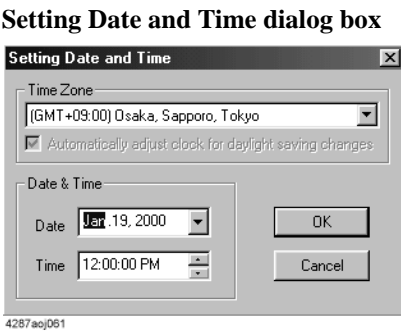 Setting Date and Time dialog box
Setting Date and Time
Time Zone
(GMT+09:00) Osaka, Sapporo, Tokyo
Automatically adjust clock for daylight saving changes
Date & Time
Date Jan .19, 2000 OK
Time 12:00:00 PM Cancel
4287aoj061